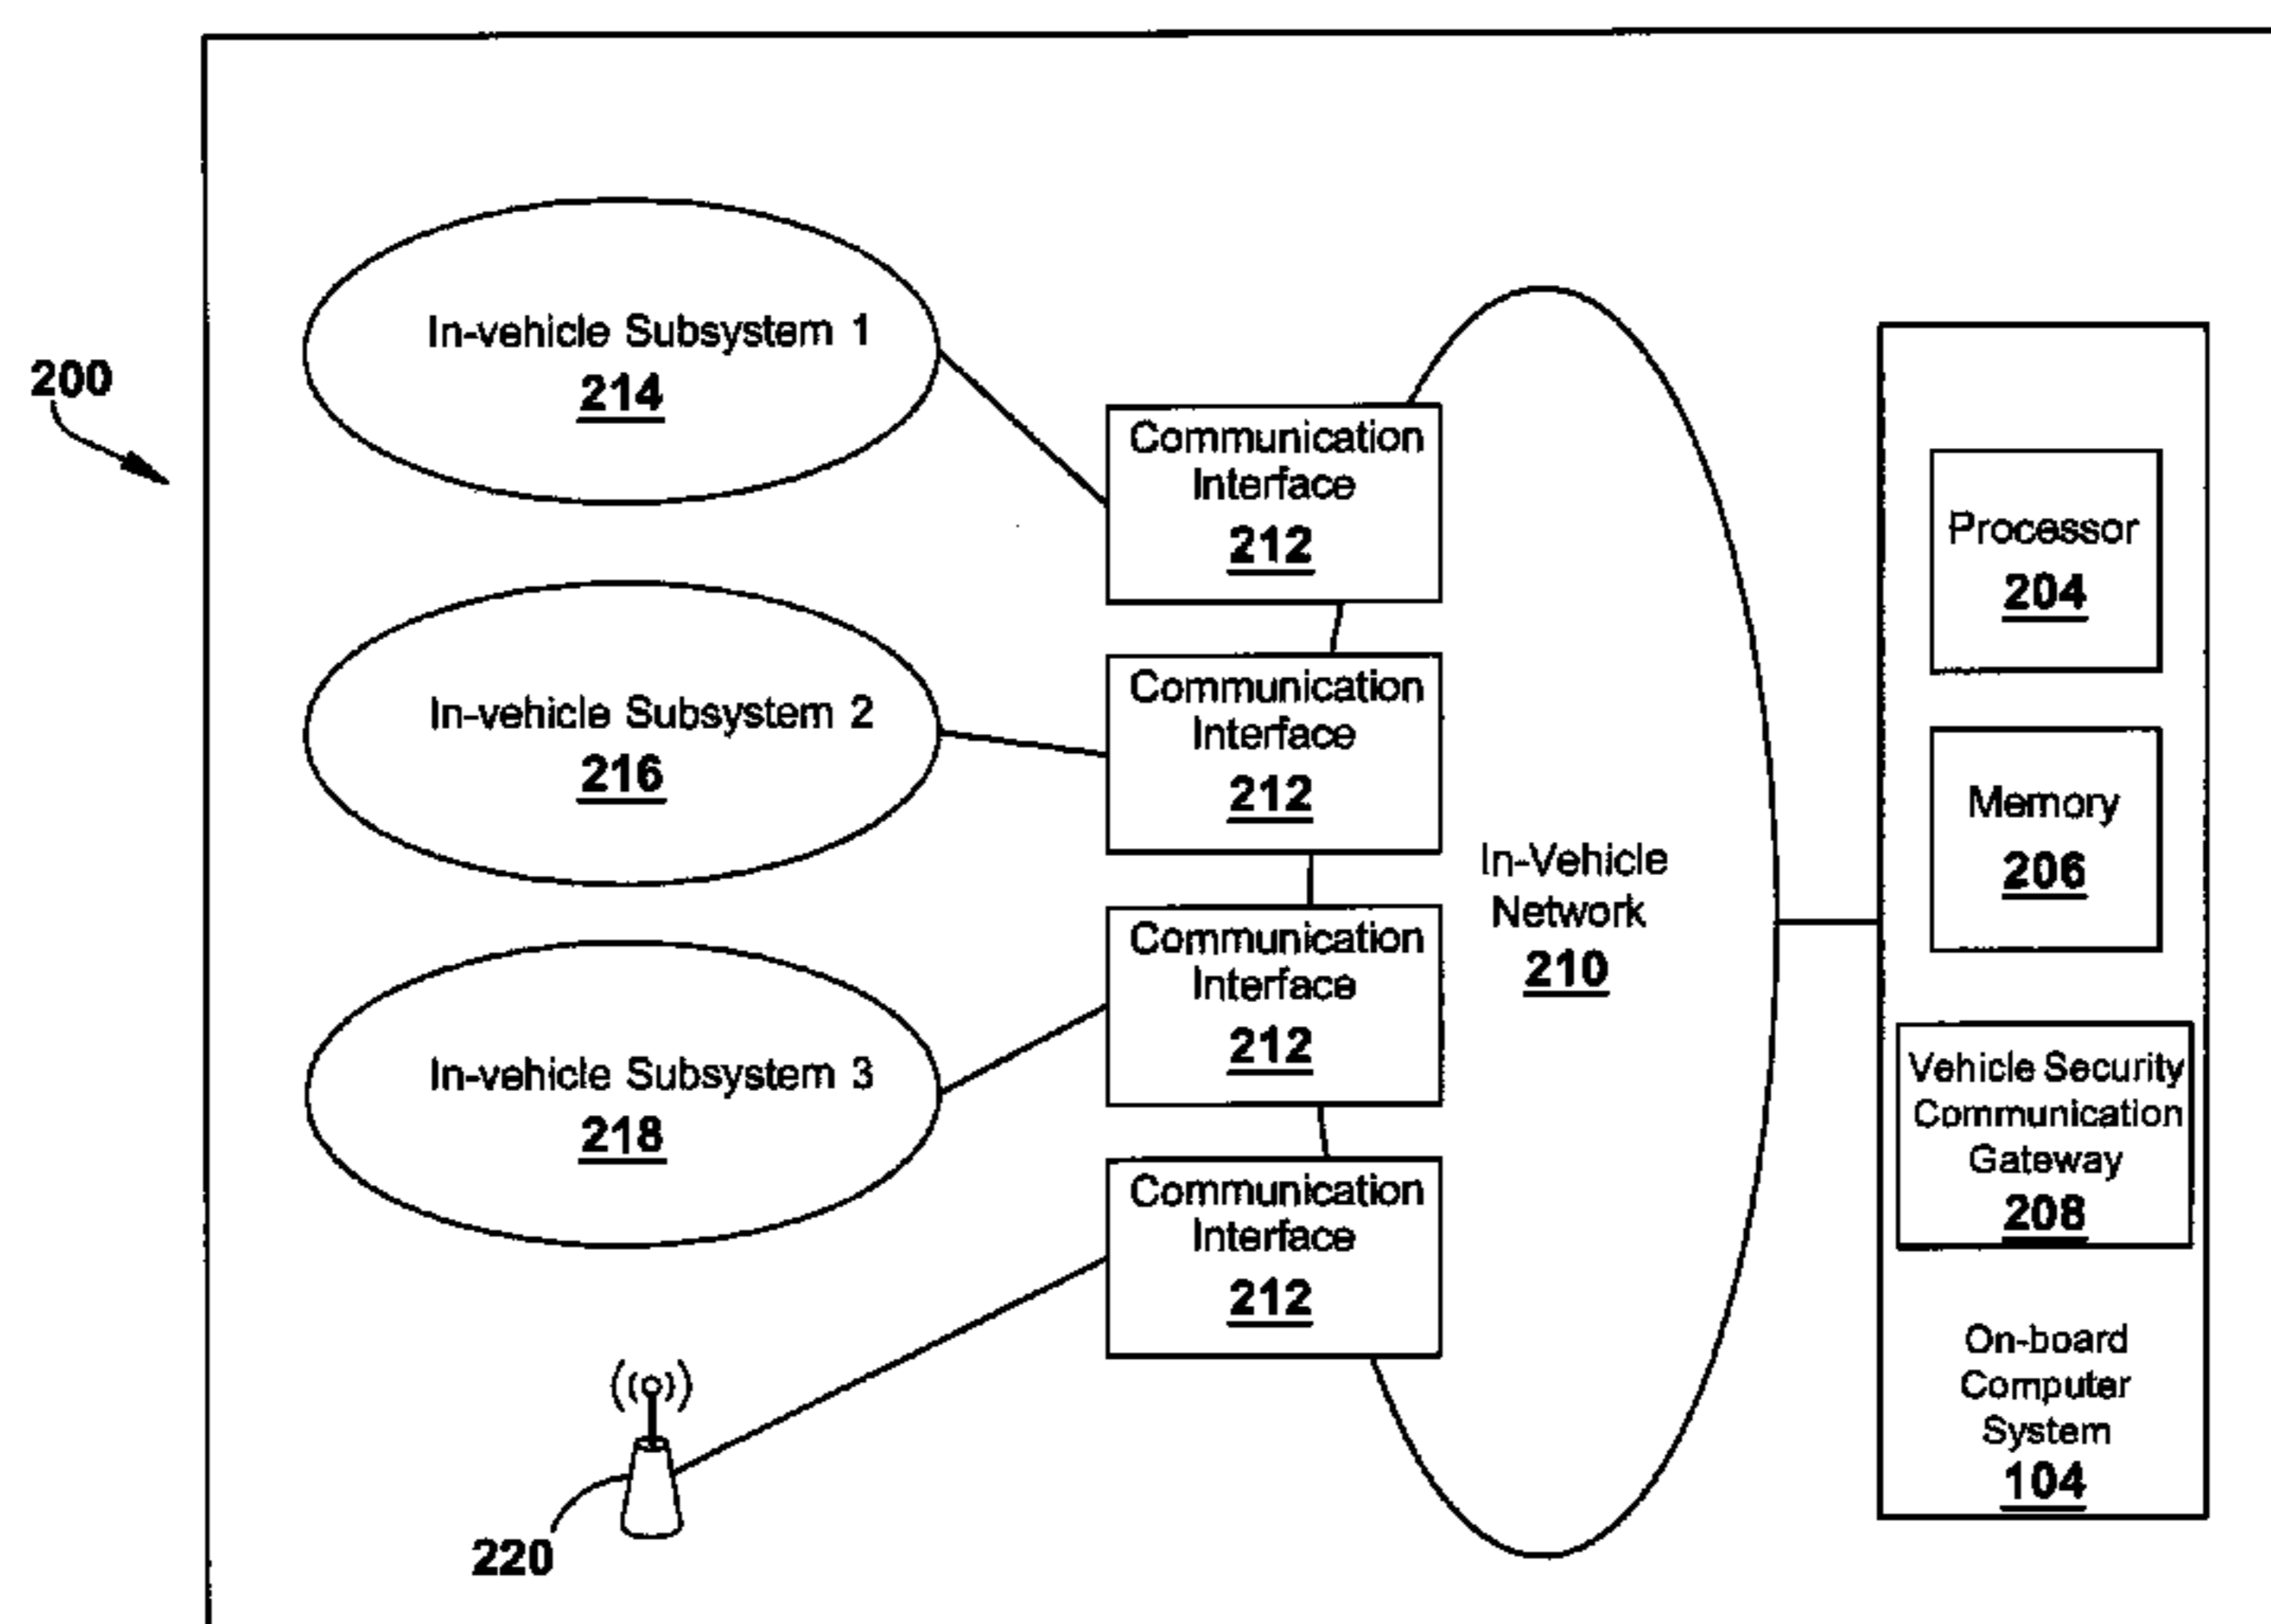 200
In-vehicle Subsystem 1
214
In-vehicle Subsystem 2
216
In-vehicle Subsystem 3
218
220
Communication
Interface
212
Communication
Interface
212
Communication
Interface
212
Communication
Interface
212
In-Vehicle
Network
210
Processor
204
Memory
206
Vehicle Security
Communication
Gateway
208
On-board
Computer
System
104